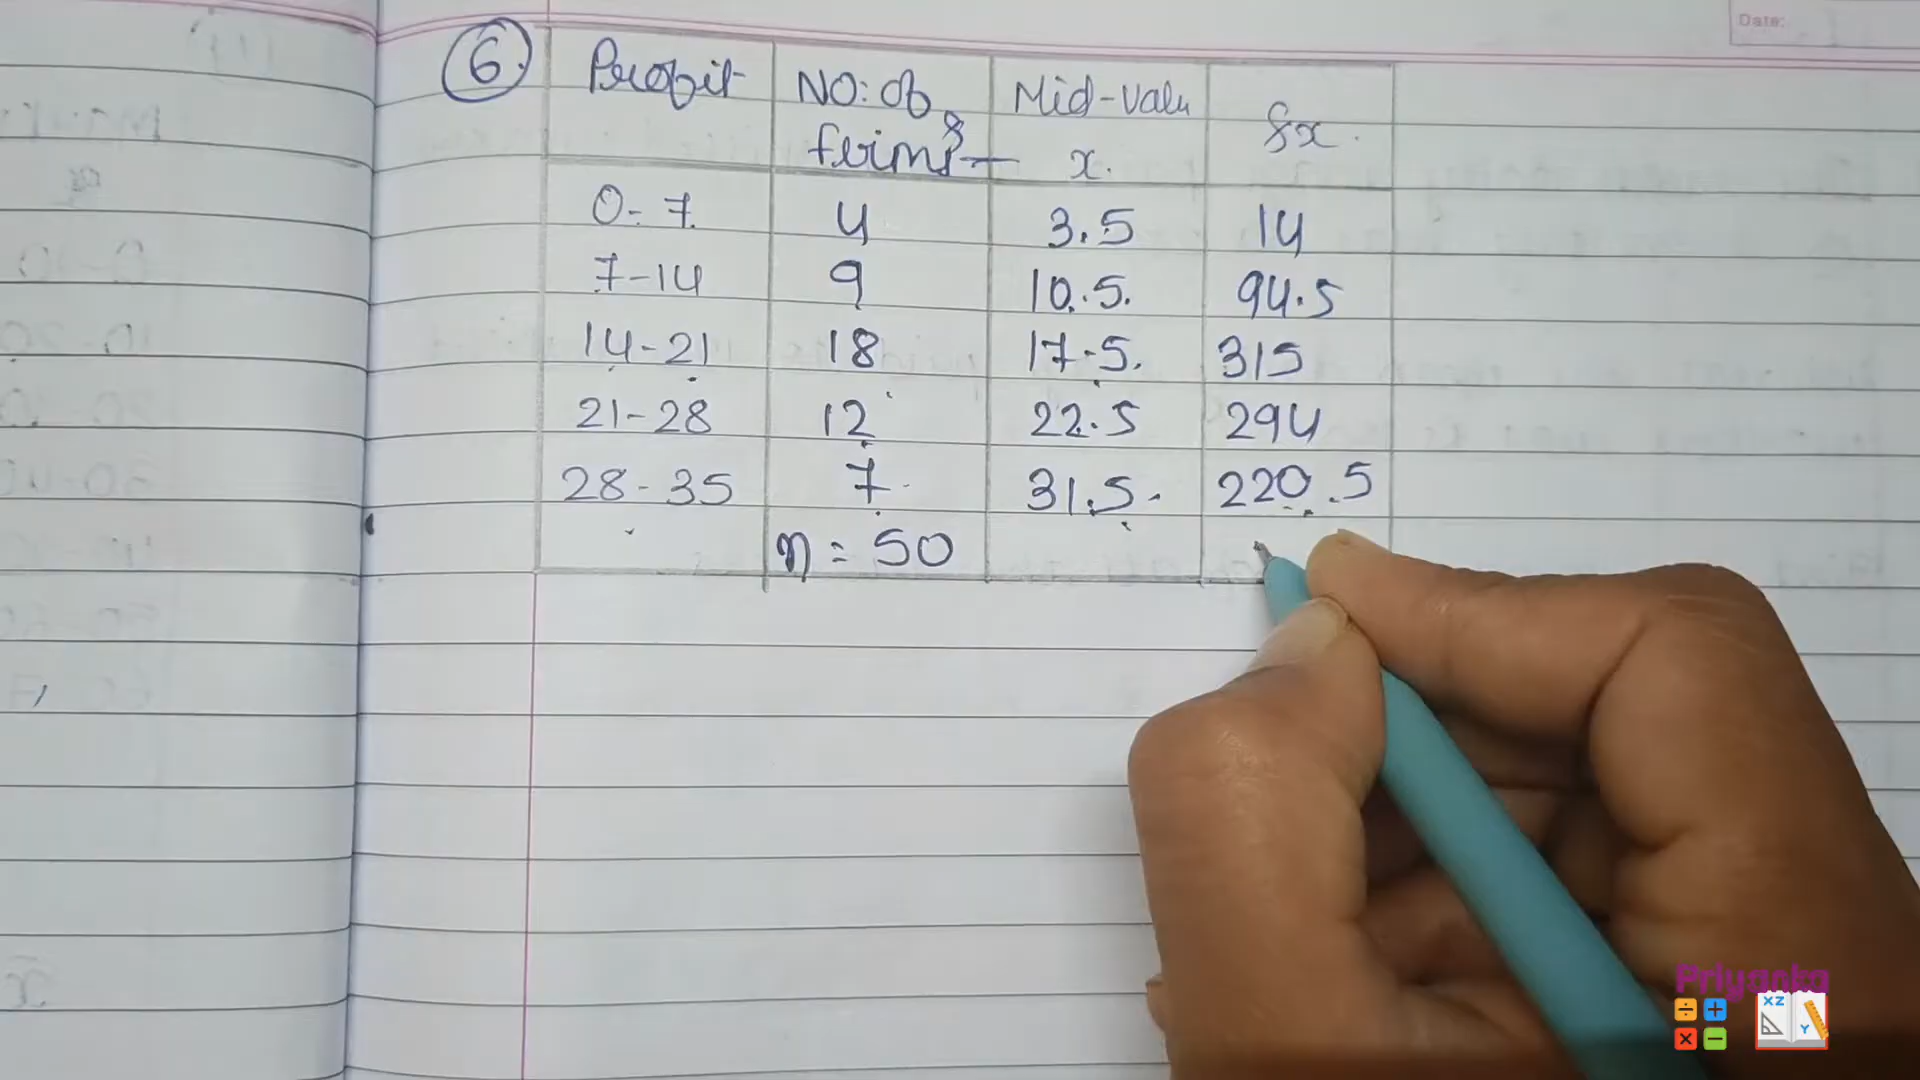 Date:
6. Profit NO: of Mid-Valu fx.
firms f x.
0-7 4 3.5 14
7-14 9 10.5. 94.5
14-21 18 17.5. 315
21-28 12 22.5 294
28-35 7. 31.5. 220.5
n = 50
Priyanka